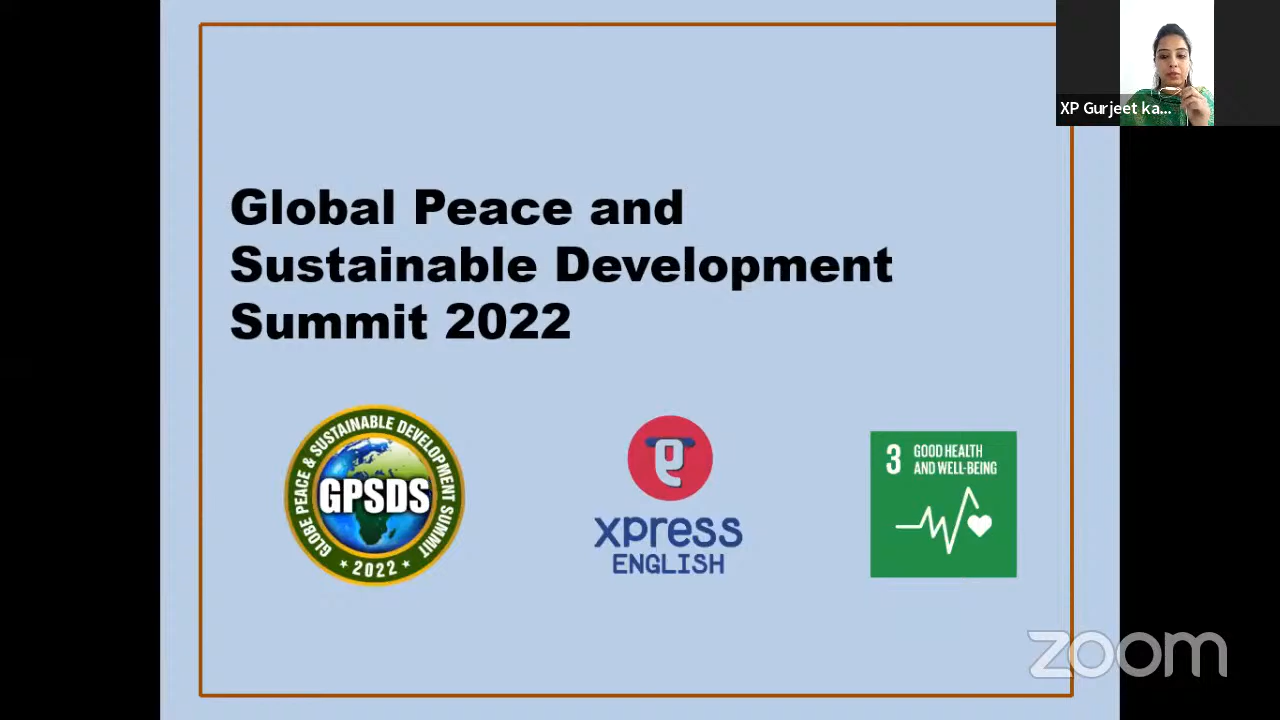 XP Gurjeet ka...
Global Peace and
Sustainable Development
Summit 2022
GLOBE PEACE & SUSTAINABLE DEVELOPMENT SUMMIT
GPSDS
2022
e
xpress
ENGLISH
3 GOOD HEALTH
AND WELL-BEING
zoom